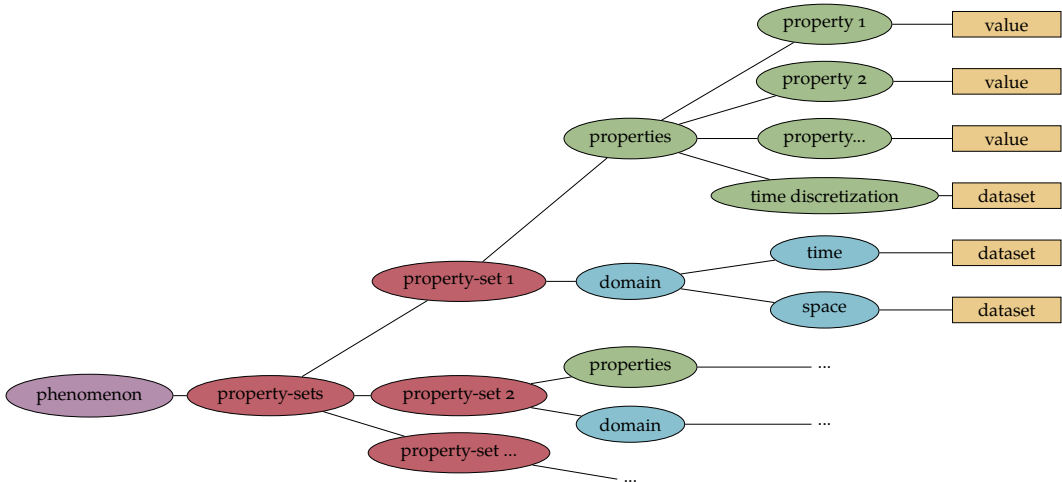 property 1
value
property 2
value
properties
property...
value
time discretization
dataset
time
dataset
property-set 1
domain
space
dataset
properties
...
phenomenon
property-sets
property-set 2
domain
...
property-set ...
...